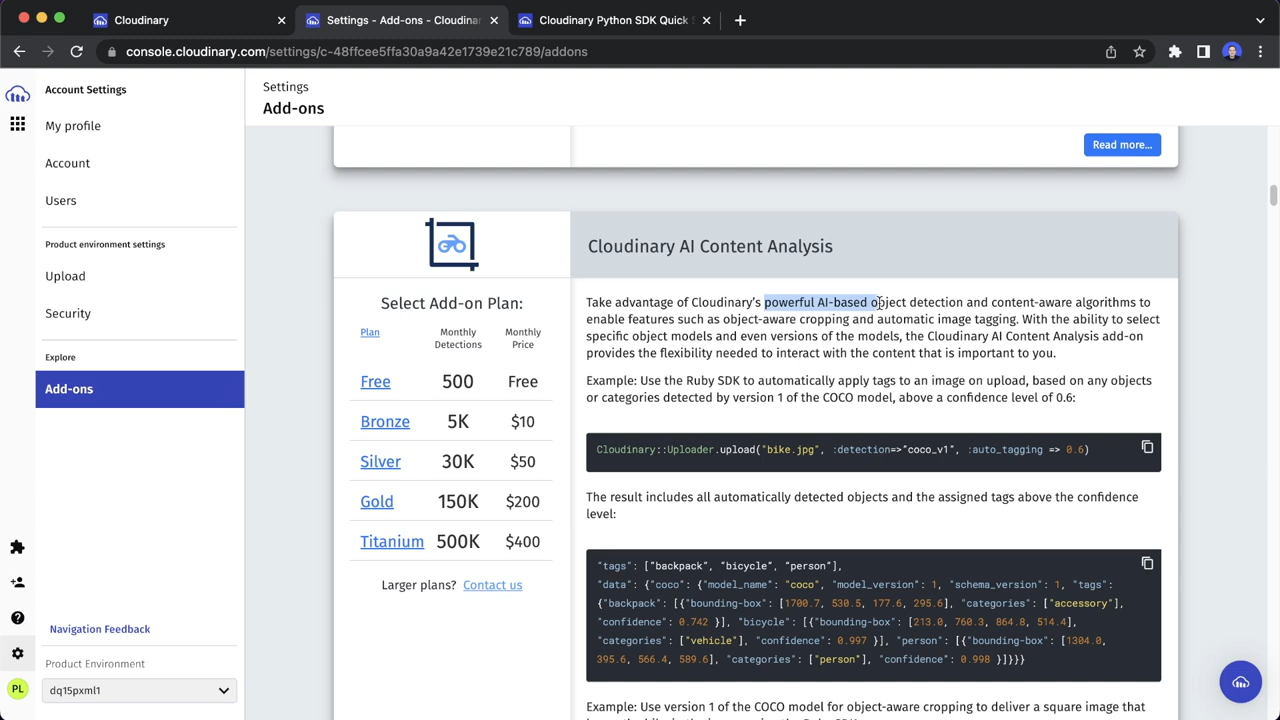 Cloudinary
Settings - Add-ons - Cloudina
Cloudinary Python SDK Quick S
console.cloudinary.com/settings/c-48ffcee5ffa30a9a42e1739e21c789/addons
Account Settings
My profile
Account
Users
Product environment settings
Upload
Security
Explore
Add-ons
Navigation Feedback
Product Environment
dq15pxml1
PL
Settings
Add-ons
Read more...
Cloudinary AI Content Analysis
Select Add-on Plan:
Plan Monthly Detections Monthly Price
Free 500 Free
Bronze 5K $10
Silver 30K $50
Gold 150K $200
Titanium 500K $400
Larger plans? Contact us
Take advantage of Cloudinary's powerful AI-based object detection and content-aware algorithms to
enable features such as object-aware cropping and automatic image tagging. With the ability to select
specific object models and even versions of the models, the Cloudinary AI Content Analysis add-on
provides the flexibility needed to interact with the content that is important to you.
Example: Use the Ruby SDK to automatically apply tags to an image on upload, based on any objects
or categories detected by version 1 of the COCO model, above a confidence level of 0.6:
Cloudinary::Uploader.upload("bike.jpg", :detection=>"coco_v1", :auto_tagging => 0.6)
The result includes all automatically detected objects and the assigned tags above the confidence
level:
"tags": ["backpack", "bicycle", "person"],
"data": {"coco": {"model_name": "coco", "model_version": 1, "schema_version": 1, "tags":
{"backpack": [{"bounding-box": [1700.7, 530.5, 177.6, 295.6], "categories": ["accessory"],
"confidence": 0.742 }], "bicycle": [{"bounding-box": [213.0, 760.3, 864.8, 514.4],
"categories": ["vehicle"], "confidence": 0.997 }], "person": [{"bounding-box": [1304.0,
395.6, 566.4, 589.6], "categories": ["person"], "confidence": 0.998 }]}}}
Example: Use version 1 of the COCO model for object-aware cropping to deliver a square image that